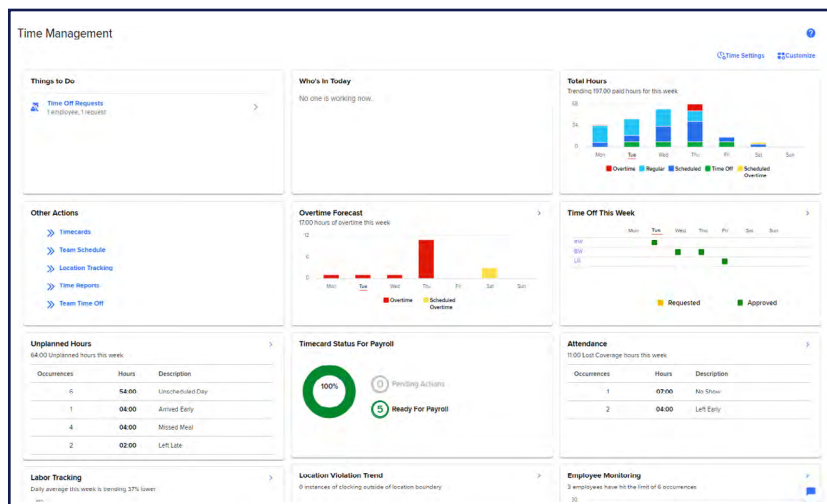 Time Management
Time Settings Customize
Things to Do
Time Off Requests
1 employee, 1 request
Who's In Today
No one is working now.
Total Hours
Trending 197.00 paid hours for this week
0
Mon Tue Wed Thu Fri Sat Sun
Overtime Regular Scheduled Time Off Scheduled Overtime
Other Actions
Timecards
Team Schedule
Location Tracking
Time Reports
Team Time Off
Overtime Forecast
17.00 hours of overtime this week
12
6
0
Mon Tue Wed Thu Fri Sat Sun
Overtime Scheduled Overtime
Time Off This Week
Mon Tue Wed Thu Fri Sat Sun
BW
Requested Approved
Unplanned Hours
64:00 Unplanned hours this week
Occurrences Hours Description
6 54:00 Unscheduled Day
1 04:00 Arrived Early
4 04:00 Missed Meal
2 02:00 Left Late
Timecard Status For Payroll
100%
0 Pending Actions
5 Ready For Payroll
Attendance
11:00 Lost Coverage hours this week
Occurrences Hours Description
1 07:00 No Show
2 04:00 Left Early
Labor Tracking
Daily average this week is trending 37% lower
Location Violation Trend
0 instances of clocking outside of location boundary
Employee Monitoring
3 employees have hit the limit of 6 occurrences